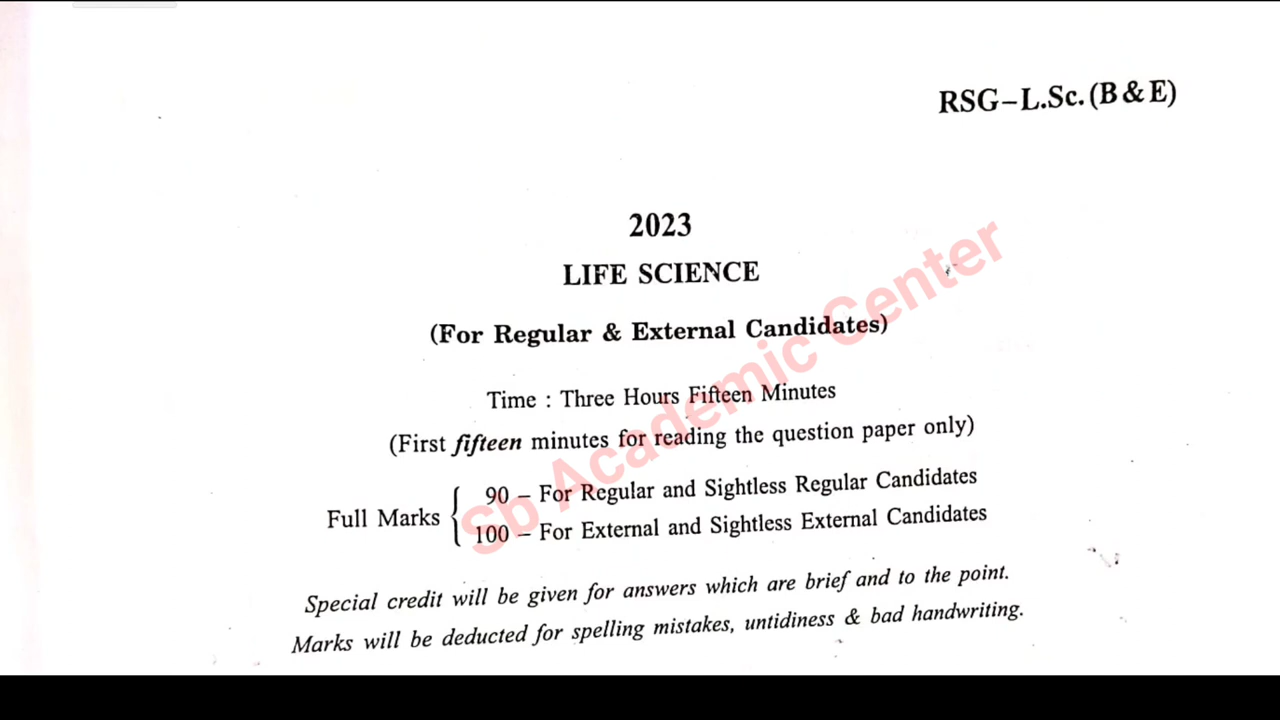 RSG–L.Sc. (B & E)
2023
LIFE SCIENCE
(For Regular & External Candidates)
Time : Three Hours Fifteen Minutes
(First fifteen minutes for reading the question paper only)
Full Marks { 90 – For Regular and Sightless Regular Candidates
100 – For External and Sightless External Candidates
Special credit will be given for answers which are brief and to the point.
Marks will be deducted for spelling mistakes, untidiness & bad handwriting.
Sb Academic Center